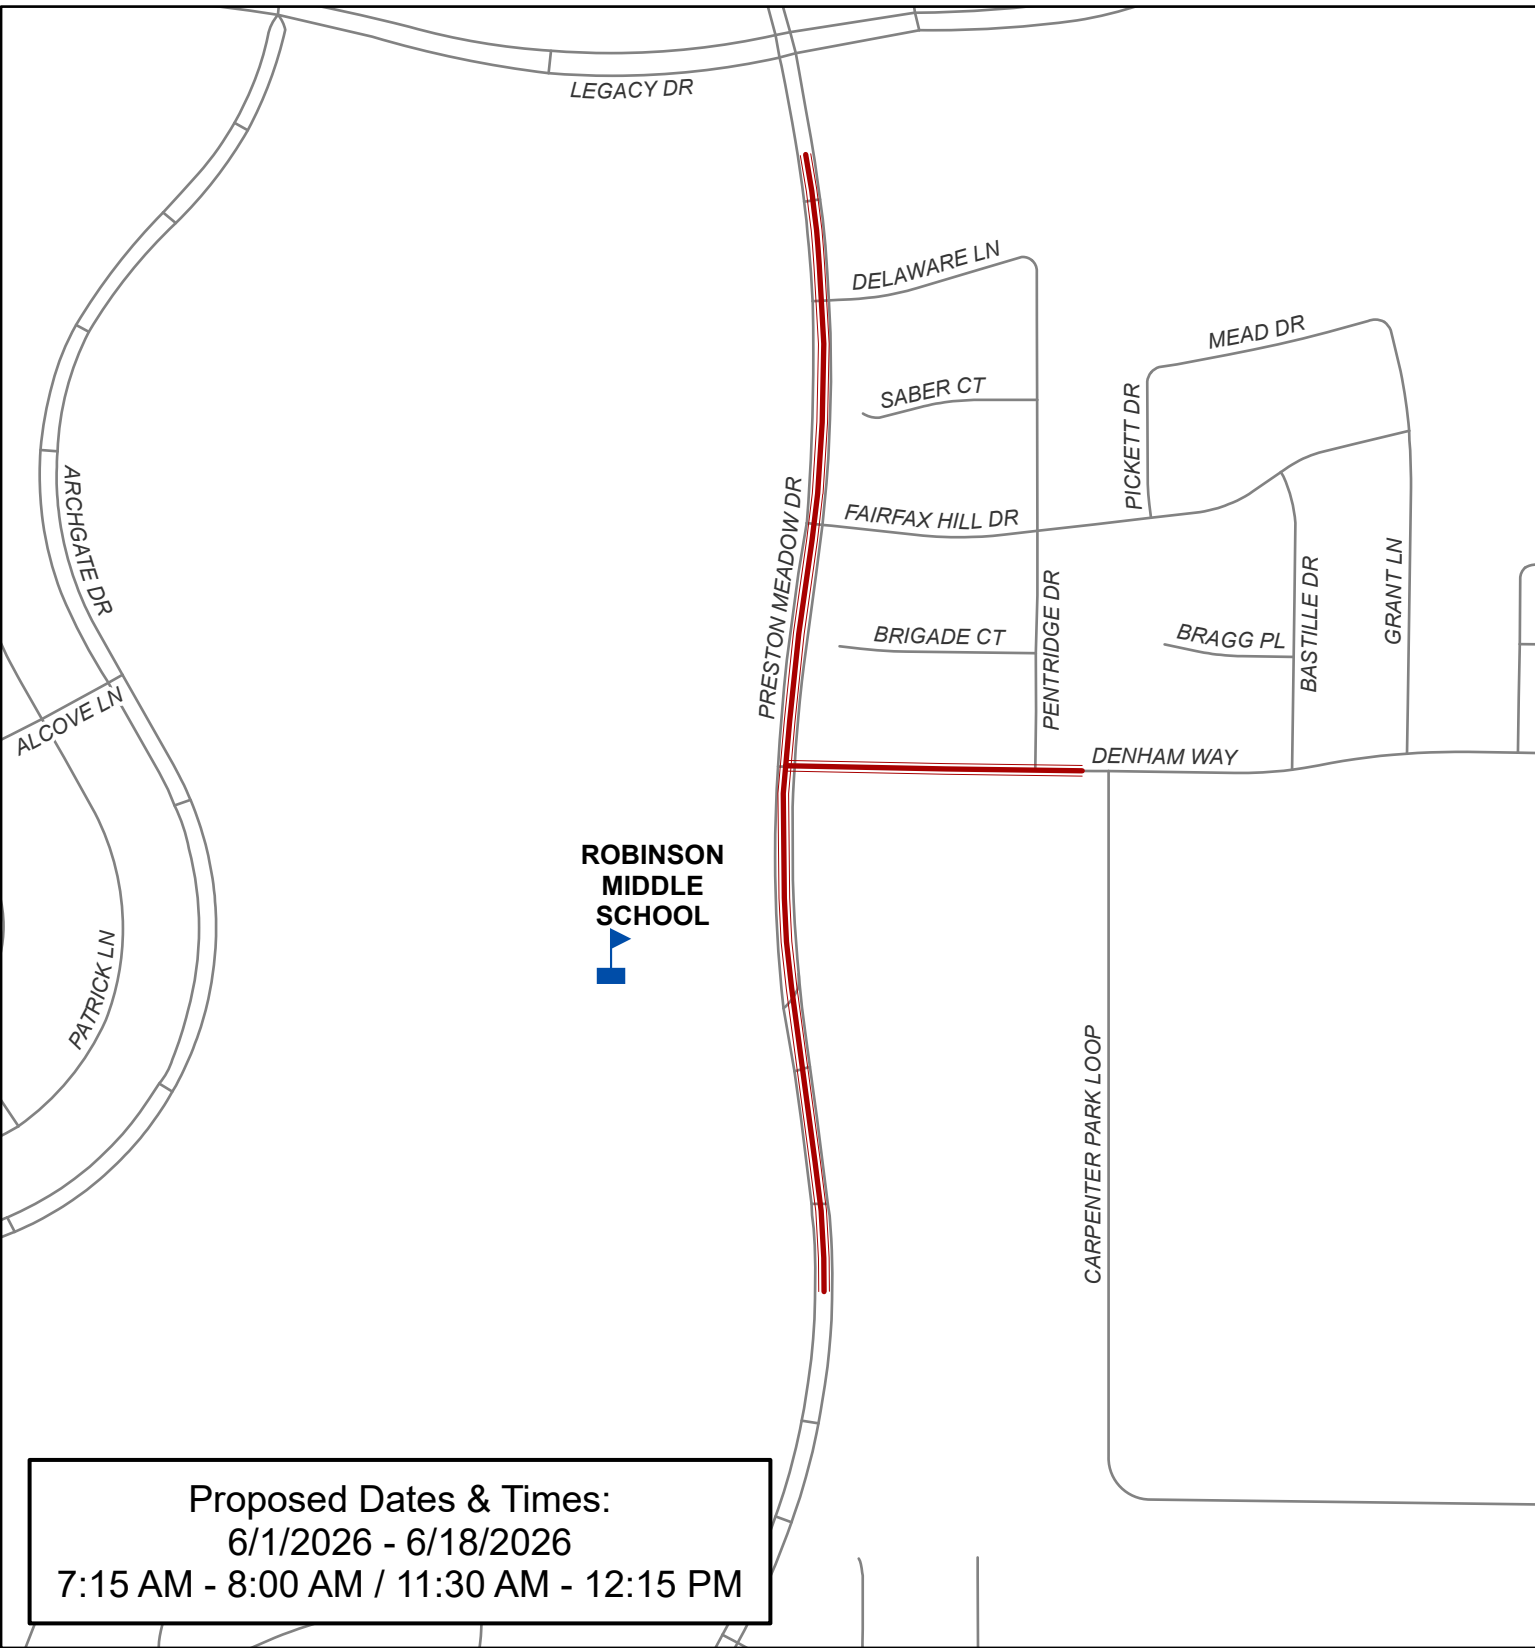 LEGACY DR
DELAWARE LN
MEAD DR
SABER CT
PICKETT DR
ARCHGATE DR
PRESTON MEADOW DR
FAIRFAX HILL DR
PENTRIDGE DR
BASTILLE DR
GRANT LN
BRIGADE CT
BRAGG PL
ALCOVE LN
DENHAM WAY
ROBINSON
MIDDLE
SCHOOL
PATRICK LN
CARPENTER PARK LOOP
Proposed Dates & Times:
6/1/2026 - 6/18/2026
7:15 AM - 8:00 AM / 11:30 AM - 12:15 PM